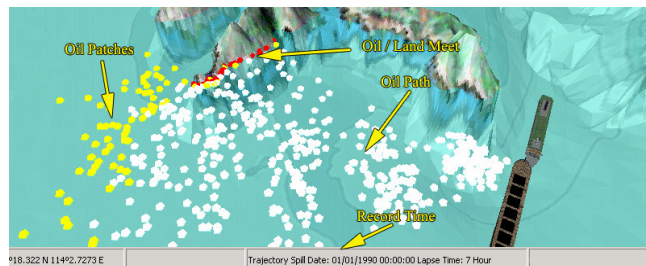 Oil / Land Meet
Oil Patches
Oil Path
Record Time
°18.322 N 114°2.7273 E
Trajectory Spill Date: 01/01/1990 00:00:00 Lapse Time: 7 Hour